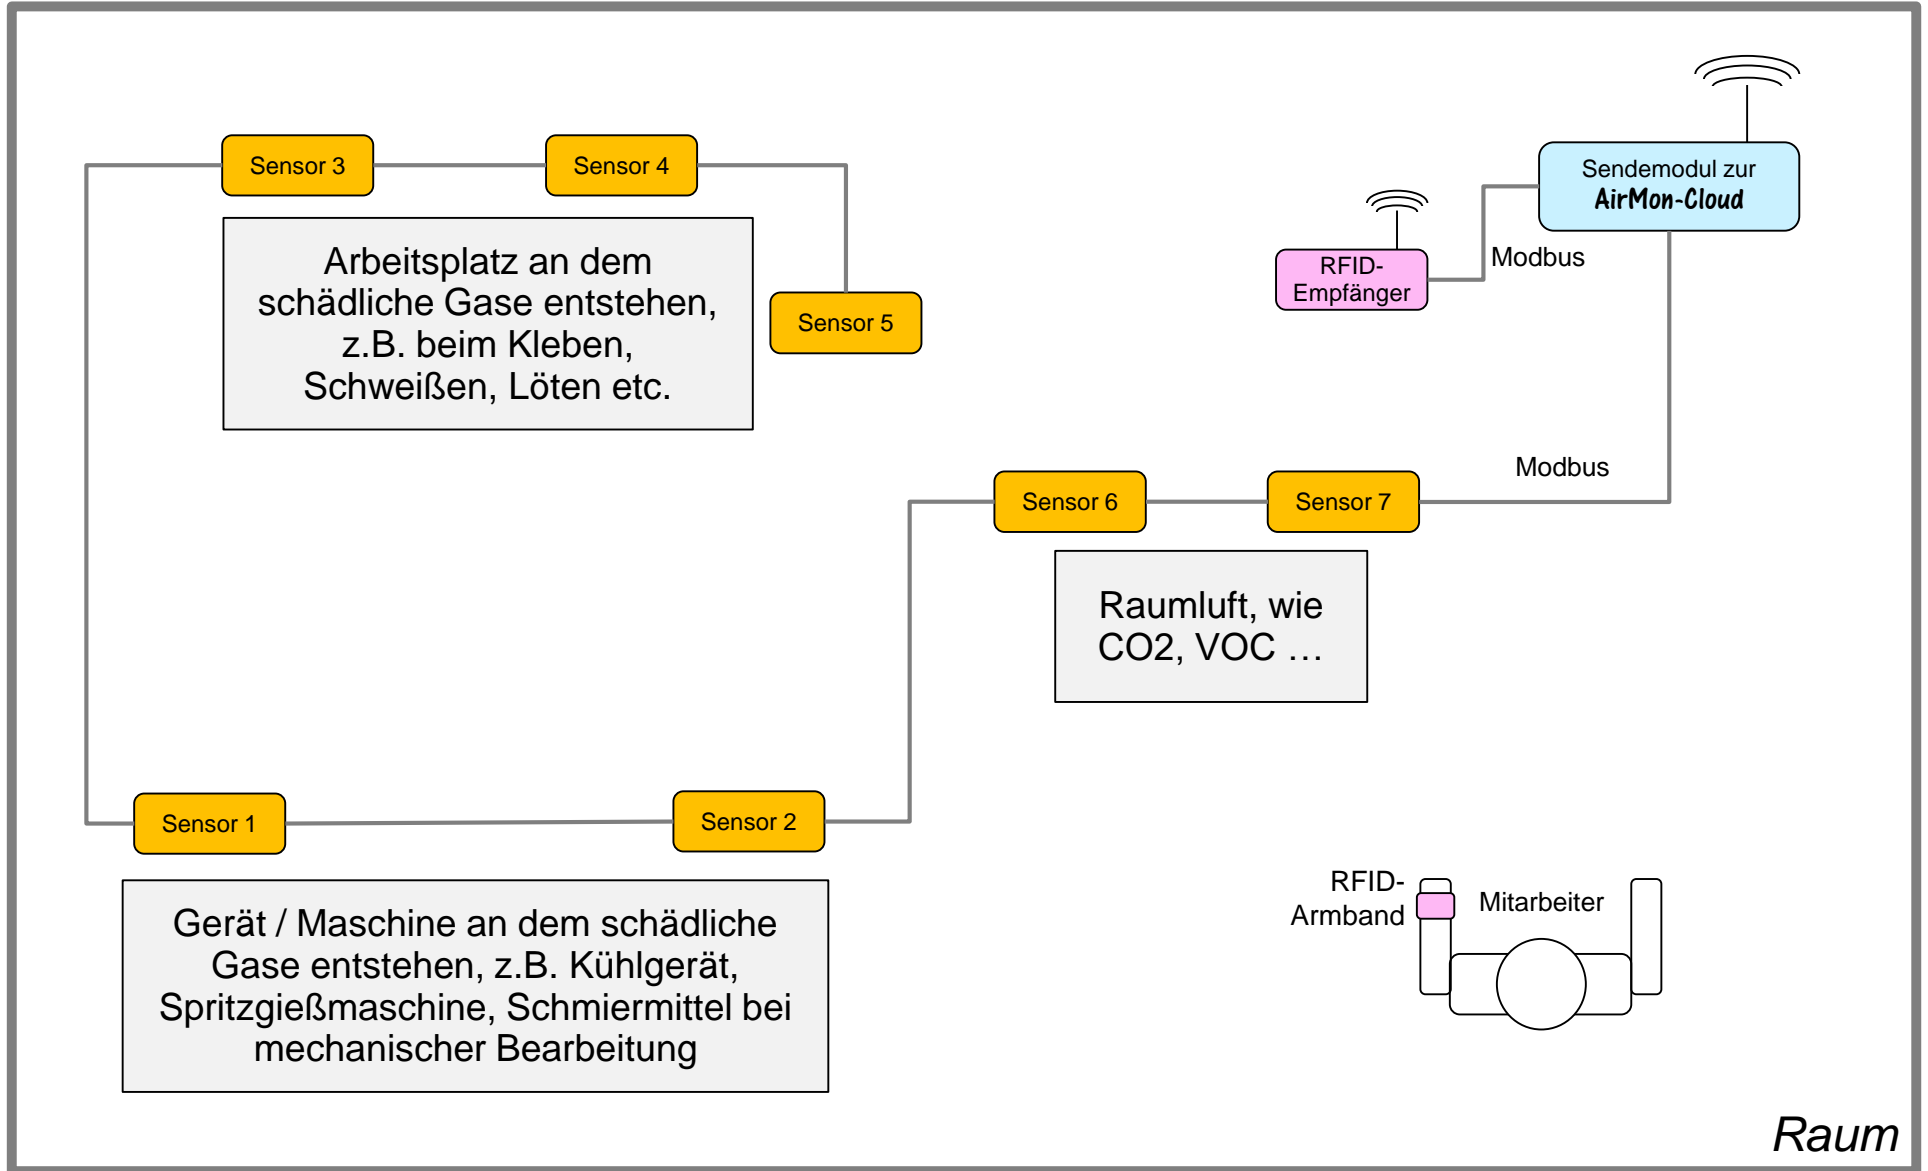 Sensor 3
Sensor 4
Arbeitsplatz an dem
schädliche Gase entstehen,
z.B. beim Kleben,
Schweißen, Löten etc.
Sensor 5
Sendemodul zur
AirMon-Cloud
RFID-
Empfänger
Modbus
Modbus
Sensor 6
Sensor 7
Raumluft, wie
CO2, VOC …
Sensor 1
Sensor 2
Gerät / Maschine an dem schädliche
Gase entstehen, z.B. Kühlgerät,
Spritzgießmaschine, Schmiermittel bei
mechanischer Bearbeitung
RFID-
Armband
Mitarbeiter
Raum